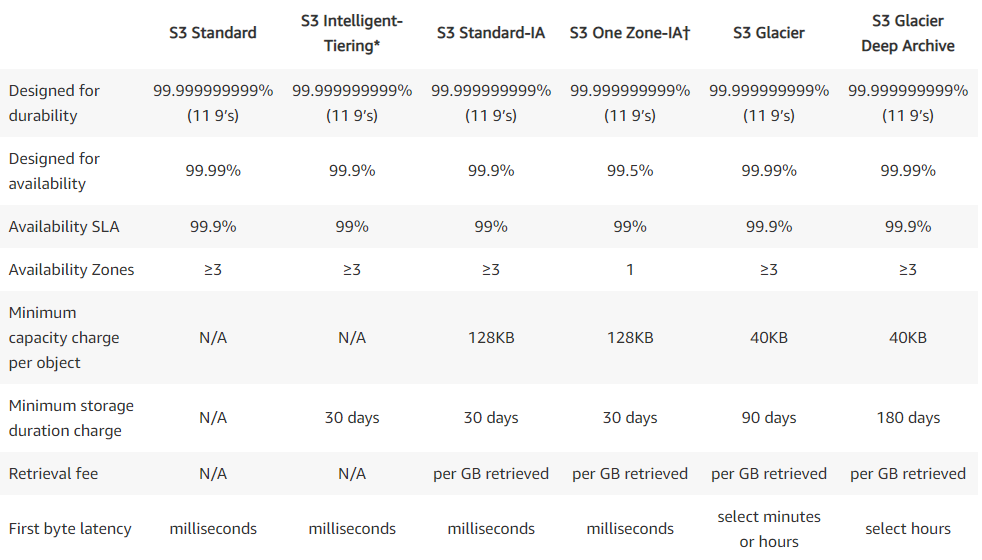 S3 Standard
S3 Intelligent-
Tiering*
S3 Standard-IA
S3 One Zone-IA†
S3 Glacier
S3 Glacier
Deep Archive
Designed for
durability
99.999999999%
(11 9’s)
99.999999999%
(11 9’s)
99.999999999%
(11 9’s)
99.999999999%
(11 9’s)
99.999999999%
(11 9’s)
99.999999999%
(11 9’s)
Designed for
availability
99.99%
99.9%
99.9%
99.5%
99.99%
99.99%
Availability SLA
99.9%
99%
99%
99%
99.9%
99.9%
Availability Zones
≥3
≥3
≥3
1
≥3
≥3
Minimum
capacity charge
per object
N/A
N/A
128KB
128KB
40KB
40KB
Minimum storage
duration charge
N/A
30 days
30 days
30 days
90 days
180 days
Retrieval fee
N/A
N/A
per GB retrieved
per GB retrieved
per GB retrieved
per GB retrieved
First byte latency
milliseconds
milliseconds
milliseconds
milliseconds
select minutes
or hours
select hours